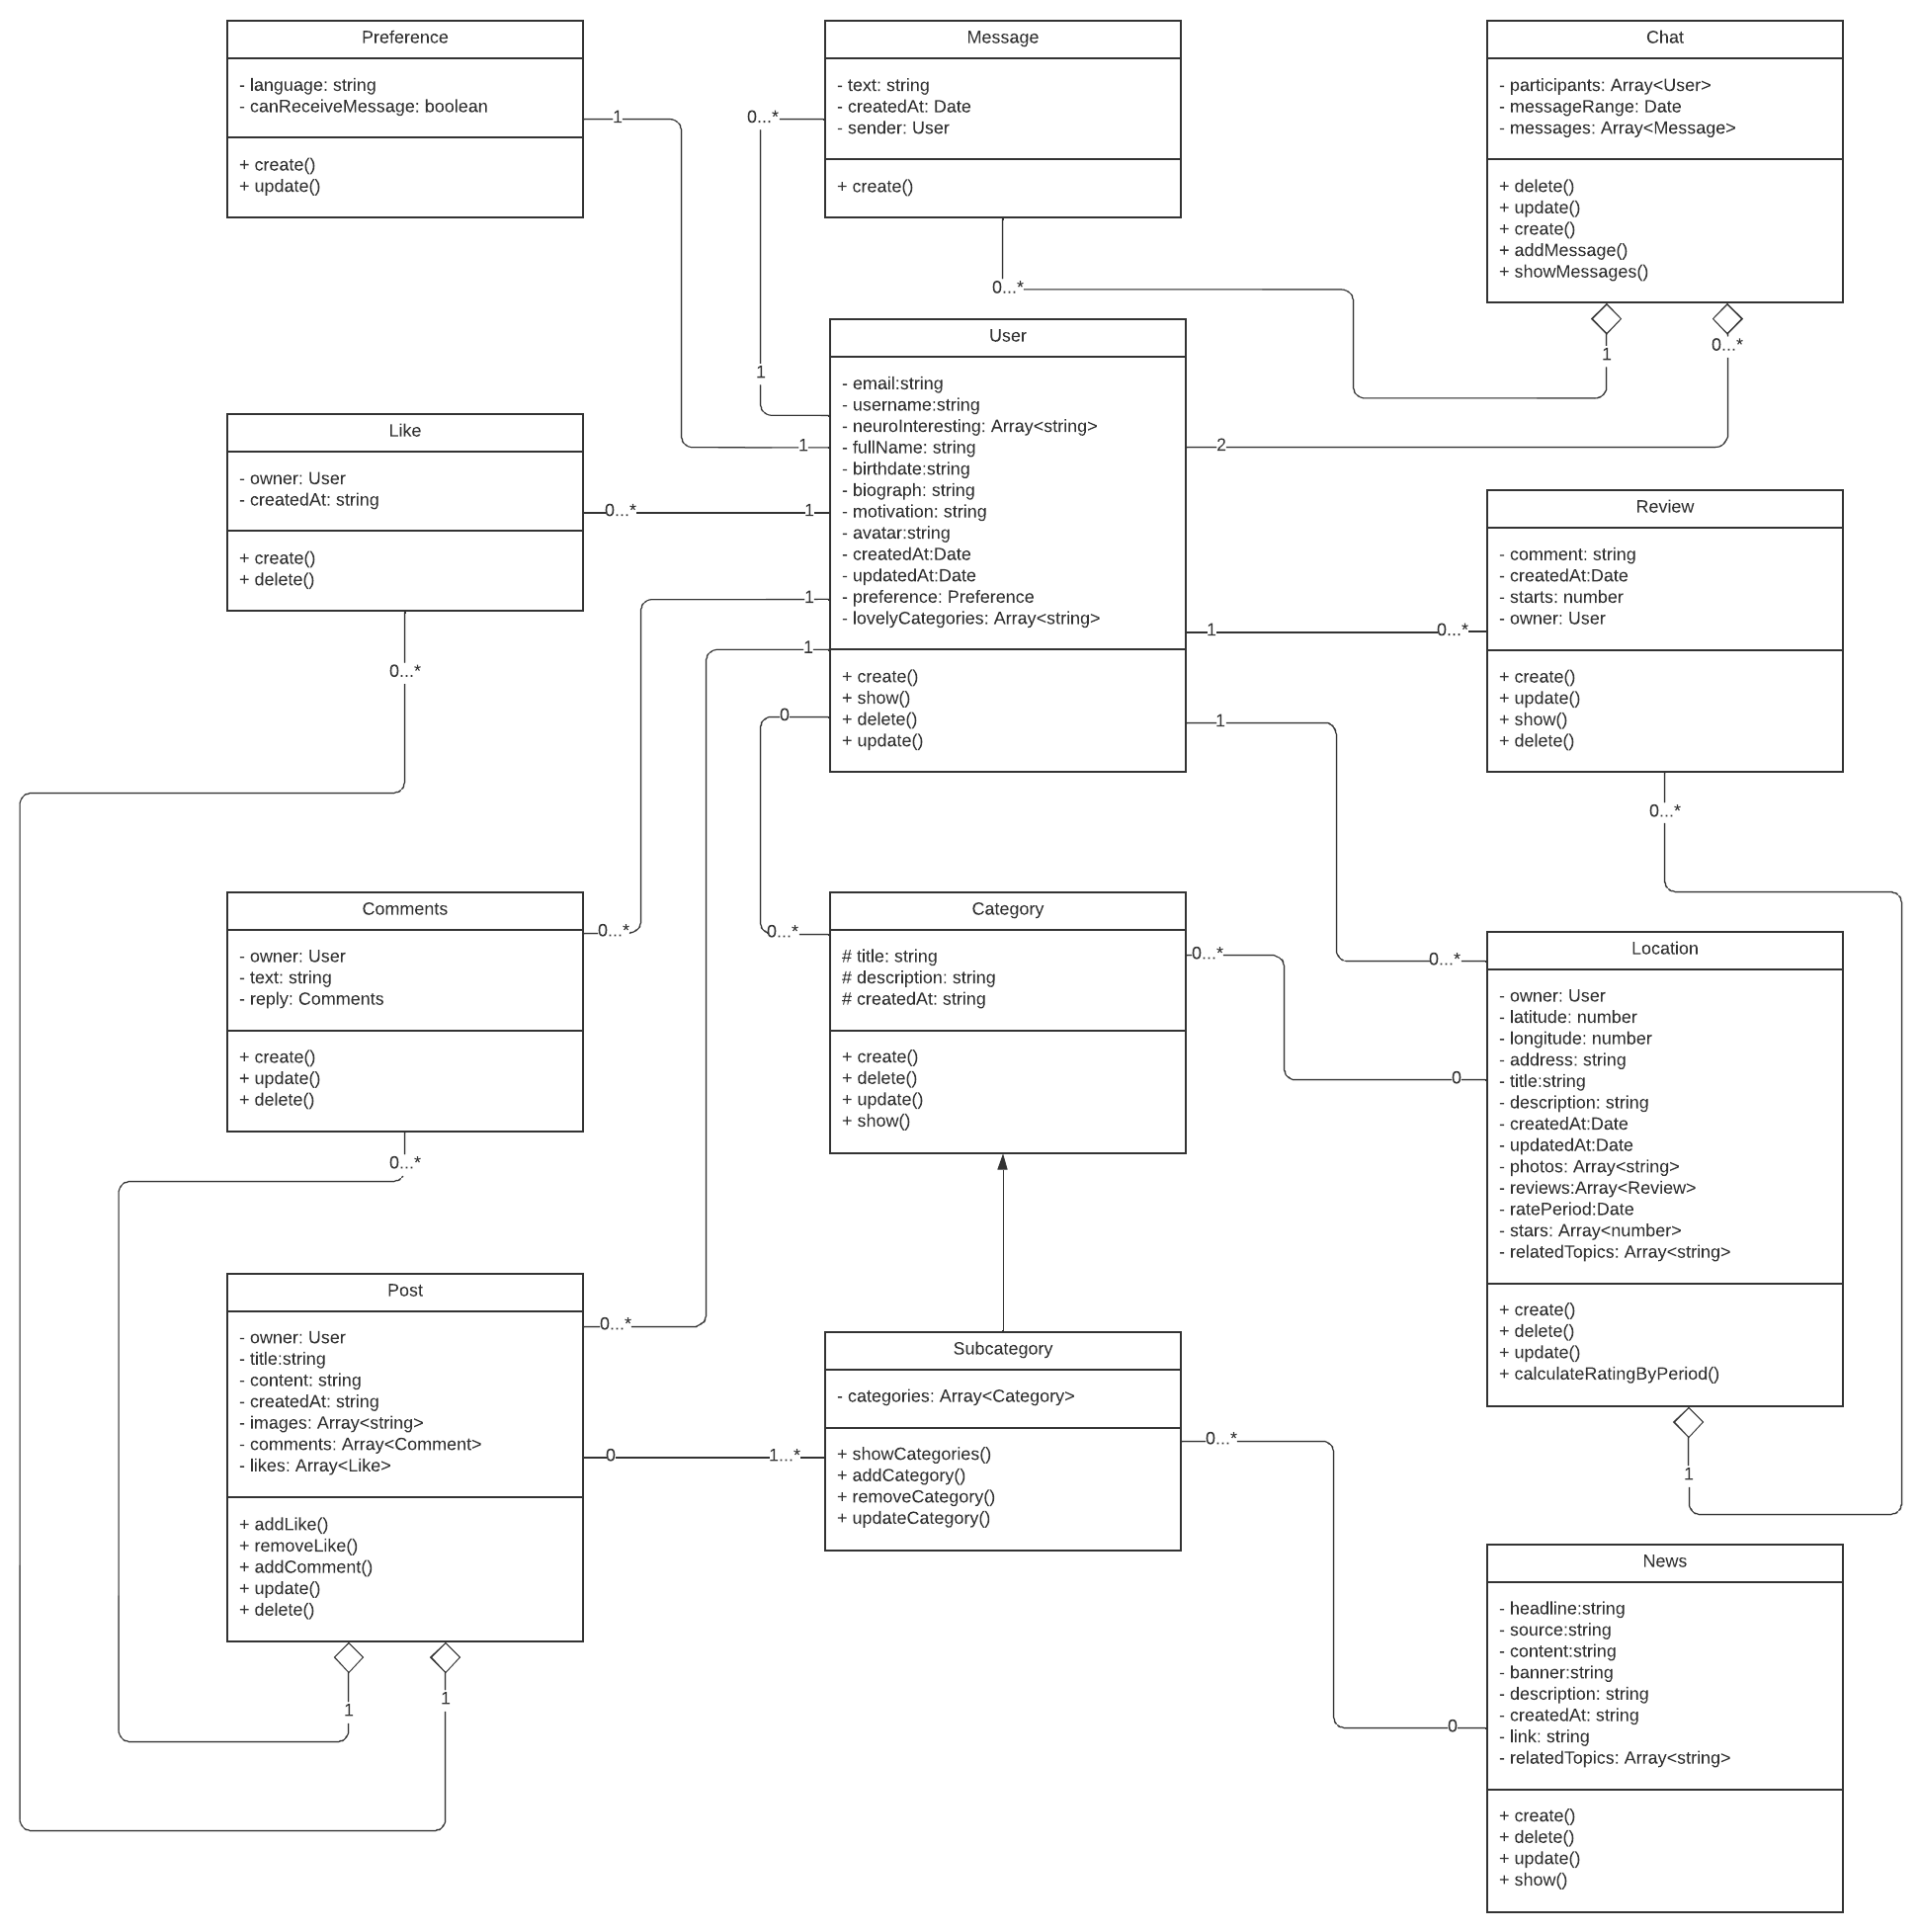 Preference
- language: string
- canReceiveMessage: boolean
+ create()
+ update()
1
Message
- text: string
- createdAt: Date
- sender: User
+ create()
0...*
0...*
1
Chat
- participants: Array<User>
- messageRange: Date
- messages: Array<Message>
+ delete()
+ update()
+ create()
+ addMessage()
+ showMessages()
1
0...*
User
- email:string
- username:string
- neuroInteresting: Array<string>
- fullName: string
- birthdate:string
- biograph: string
- motivation: string
- avatar:string
- createdAt:Date
- updatedAt:Date
- preference: Preference
- lovelyCategories: Array<string>
+ create()
+ show()
+ delete()
+ update()
1
1
1
1
0
2
1
1
Like
- owner: User
- createdAt: string
+ create()
+ delete()
0...*
0...*
Review
- comment: string
- createdAt:Date
- starts: number
- owner: User
+ create()
+ update()
+ show()
+ delete()
0...*
0...*
Comments
- owner: User
- text: string
- reply: Comments
+ create()
+ update()
+ delete()
0...*
0...*
Category
# title: string
# description: string
# createdAt: string
+ create()
+ delete()
+ update()
+ show()
0...*
0...*
Location
- owner: User
- latitude: number
- longitude: number
- address: string
- title:string
- description: string
- createdAt:Date
- updatedAt:Date
- photos: Array<string>
- reviews:Array<Review>
- ratePeriod:Date
- stars: Array<number>
- relatedTopics: Array<string>
+ create()
+ delete()
+ update()
+ calculateRatingByPeriod()
0...*
0
1
Post
- owner: User
- title:string
- content: string
- createdAt: string
- images: Array<string>
- comments: Array<Comment>
- likes: Array<Like>
+ addLike()
+ removeLike()
+ addComment()
+ update()
+ delete()
0...*
0
1
1
Subcategory
- categories: Array<Category>
+ showCategories()
+ addCategory()
+ removeCategory()
+ updateCategory()
1...*
0...*
News
- headline:string
- source:string
- content:string
- banner:string
- description: string
- createdAt: string
- link: string
- relatedTopics: Array<string>
+ create()
+ delete()
+ update()
+ show()
0